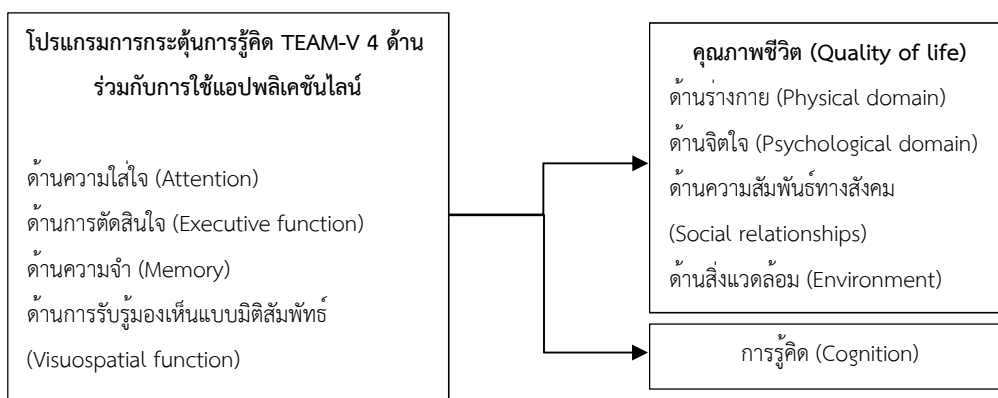 โปรแกรมการกระตุ้นการรู้คิด TEAM-V 4 ด้าน
ร่วมกับการใช้แอปพลิเคชันไลน์
ด้านความใส่ใจ (Attention)
ด้านการตัดสินใจ (Executive function)
ด้านความจำ (Memory)
ด้านการรับรู้มองเห็นแบบมิติสัมพัทธ์
(Visuospatial function)
คุณภาพชีวิต (Quality of life)
ด้านร่างกาย (Physical domain)
ด้านจิตใจ (Psychological domain)
ด้านความสัมพันธ์ทางสังคม
(Social relationships)
ด้านสิ่งแวดล้อม (Environment)
การรู้คิด (Cognition)